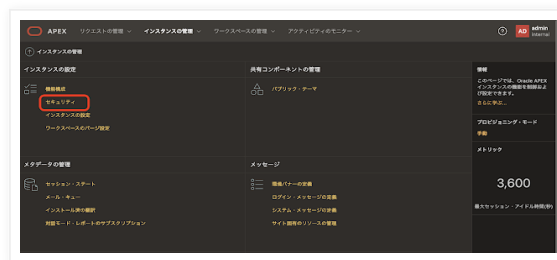 APEX リクエストの管理 インスタンスの管理 ワークスペースの管理 アクティビティのモニター ? AD admin internal
インスタンスの管理
インスタンスの設定
機能構成
セキュリティ
インスタンスの設定
ワークスペースのパージ設定
共有コンポーネントの管理
パブリック・テーマ
情報
このページでは、Oracle APEX
インスタンスの機能を制御およ
び設定できます。
さらに学ぶ...
プロビジョニング・モード
手動
メトリック
3,600
最大セッション・アイドル時間(秒)
メタデータの管理
セッション・ステート
メール・キュー
インストール済の翻訳
対話モード・レポートのサブスクリプション
メッセージ
環境バナーの定義
ログイン・メッセージの定義
システム・メッセージの定義
サイト固有のリソースの管理